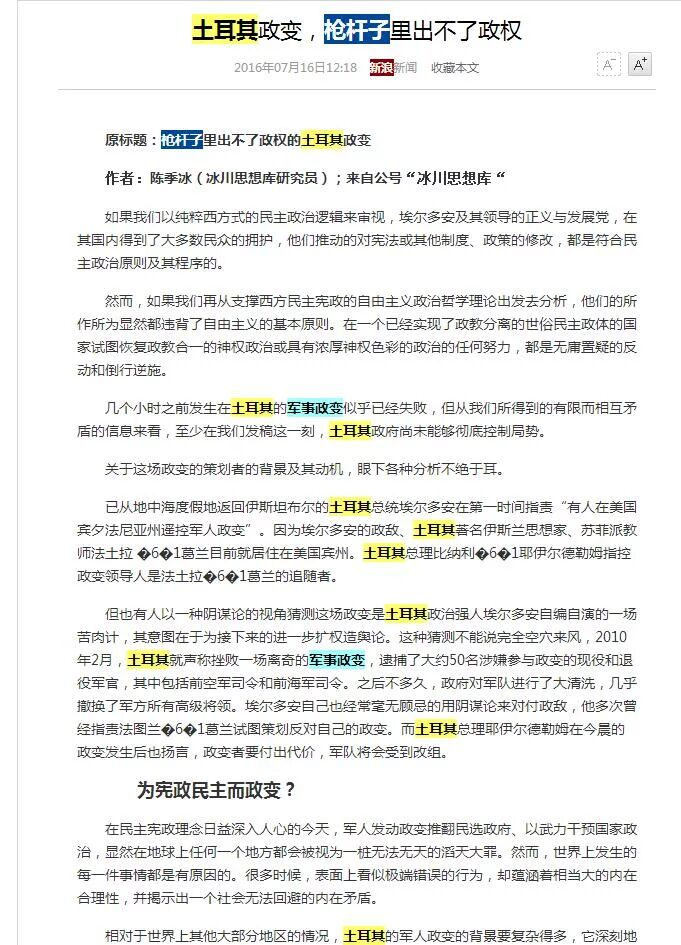 土耳其政变，枪杆子里出不了政权
2016年07月16日12:18 新浪新闻 收藏本文 A- A+
原标题：枪杆子里出不了政权的土耳其政变
作者：陈季冰（冰川思想库研究员）；来自公号“冰川思想库“
如果我们以纯粹西方式的民主政治逻辑来审视，埃尔多安及其领导的正义与发展党，在
其国内得到了大多数民众的拥护，他们推动的对宪法或其他制度、政策的修改，都是符合民
主政治原则及其程序的。
然而，如果我们再从支撑西方民主宪政的自由主义政治哲学理论出发去分析，他们的所
作所为显然都违背了自由主义的基本原则。在一个已经实现了政教分离的世俗民主政体的国
家试图恢复政教合一的神权政治或具有浓厚神权色彩的政治的任何努力，都是无庸置疑的反
动和倒行逆施。
几个小时之前发生在土耳其的军事政变似乎已经失败，但从我们所得到的有限而相互矛
盾的信息来看，至少在我们发稿这一刻，土耳其政府尚未能够彻底控制局势。
关于这场政变的策划者的背景及其动机，眼下各种分析不绝于耳。
已从地中海度假地返回伊斯坦布尔的土耳其总统埃尔多安在第一时间指责“有人在美国
宾夕法尼亚州遥控军人政变”。因为埃尔多安的政敌、土耳其著名伊斯兰思想家、苏菲派教
师法土拉 �6�1葛兰目前就居住在美国宾州。土耳其总理比纳利�6�1耶伊尔德勒姆指控
政变领导人是法土拉�6�1葛兰的追随者。
但也有人以一种阴谋论的视角猜测这场政变是土耳其政治强人埃尔多安自编自演的一场
苦肉计，其意图在于为接下来的进一步扩权造舆论。这种猜测不能说完全空穴来风，2010
年2月，土耳其就声称挫败一场离奇的军事政变，逮捕了大约50名涉嫌参与政变的现役和退
役军官，其中包括前空军司令和前海军司令。之后不多久，政府对军队进行了大清洗，几乎
撤换了军方所有高级将领。埃尔多安自己也经常毫无顾忌的用阴谋论来对付政敌，他多次曾
经指责法图兰�6�1葛兰试图策划反对自己的政变。而土耳其总理耶伊尔德勒姆在今晨的
政变发生后也扬言，政变者要付出代价，军队将会受到改组。
为宪政民主而政变？
在民主宪政理念日益深入人心的今天，军人发动政变推翻民选政府、以武力干预国家政
治，显然在地球上任何一个地方都会被视为一桩无法无天的滔天大罪。然而，世界上发生的
每一件事情都是有原因的。很多时候，表面上看似极端错误的行为，却蕴涵着相当大的内在
合理性，并揭示出一个社会无法回避的内在矛盾。
相对于世界上其他大部分地区的情况，土耳其的军人政变的背景要复杂得多，它深刻地